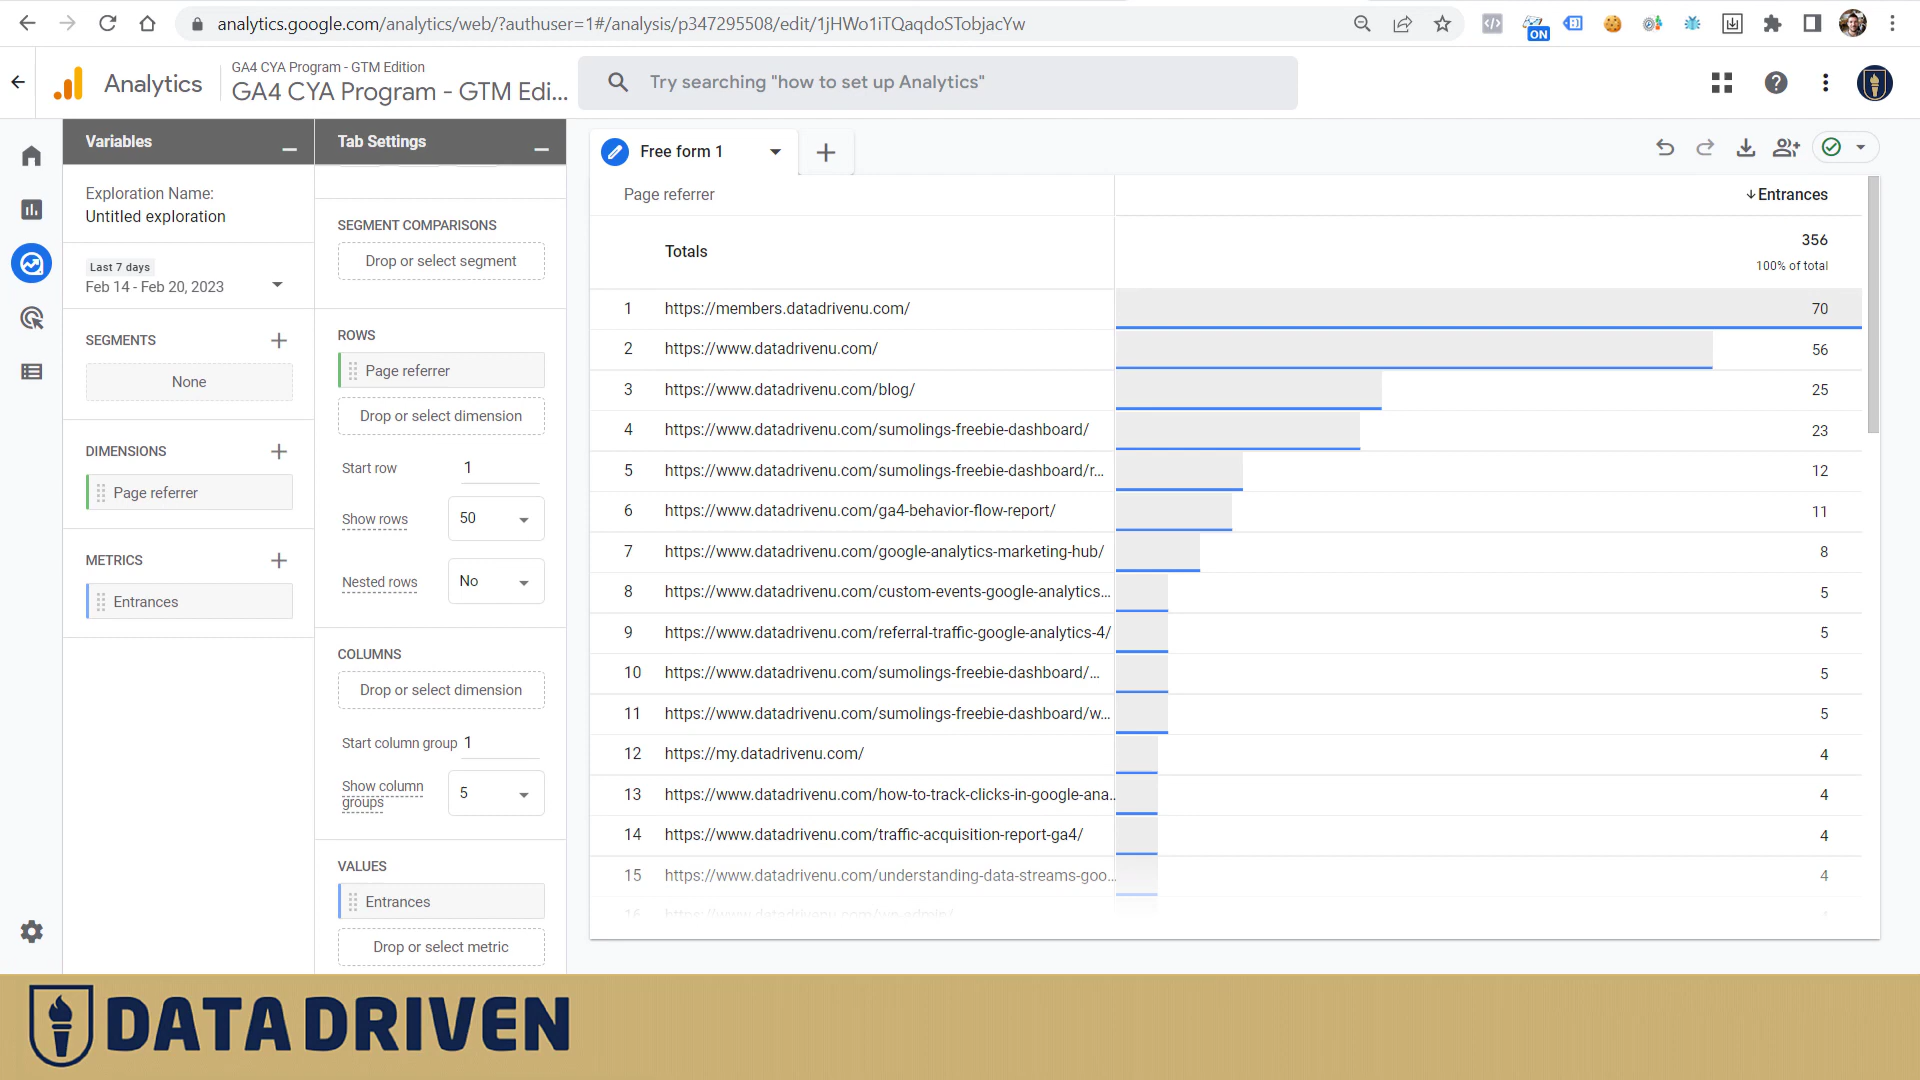 analytics.google.com/analytics/web/?authuser=1#/analysis/p347295508/edit/1jHWo1iTQaqdoSTobjacYw
ON
Analytics
GA4 CYA Program - GTM Edition
GA4 CYA Program - GTM Edi...
Try searching "how to set up Analytics"
Variables
Exploration Name:
Untitled exploration
Last 7 days
Feb 14 - Feb 20, 2023
SEGMENTS
None
DIMENSIONS
Page referrer
METRICS
Entrances
Tab Settings
SEGMENT COMPARISONS
Drop or select segment
ROWS
Page referrer
Drop or select dimension
Start row 1
Show rows 50
Nested rows No
COLUMNS
Drop or select dimension
Start column group 1
Show column groups 5
VALUES
Entrances
Drop or select metric
Free form 1
Page referrer ↓Entrances
Totals 356
100% of total
1 https://members.datadrivenu.com/ 70
2 https://www.datadrivenu.com/ 56
3 https://www.datadrivenu.com/blog/ 25
4 https://www.datadrivenu.com/sumolings-freebie-dashboard/ 23
5 https://www.datadrivenu.com/sumolings-freebie-dashboard/r... 12
6 https://www.datadrivenu.com/ga4-behavior-flow-report/ 11
7 https://www.datadrivenu.com/google-analytics-marketing-hub/ 8
8 https://www.datadrivenu.com/custom-events-google-analytics... 5
9 https://www.datadrivenu.com/referral-traffic-google-analytics-4/ 5
10 https://www.datadrivenu.com/sumolings-freebie-dashboard/... 5
11 https://www.datadrivenu.com/sumolings-freebie-dashboard/w... 5
12 https://my.datadrivenu.com/ 4
13 https://www.datadrivenu.com/how-to-track-clicks-in-google-ana... 4
14 https://www.datadrivenu.com/traffic-acquisition-report-ga4/ 4
15 https://www.datadrivenu.com/understanding-data-streams-goo... 4
16 https://www.datadrivenu.com/wp-admin/
DATA DRIVEN